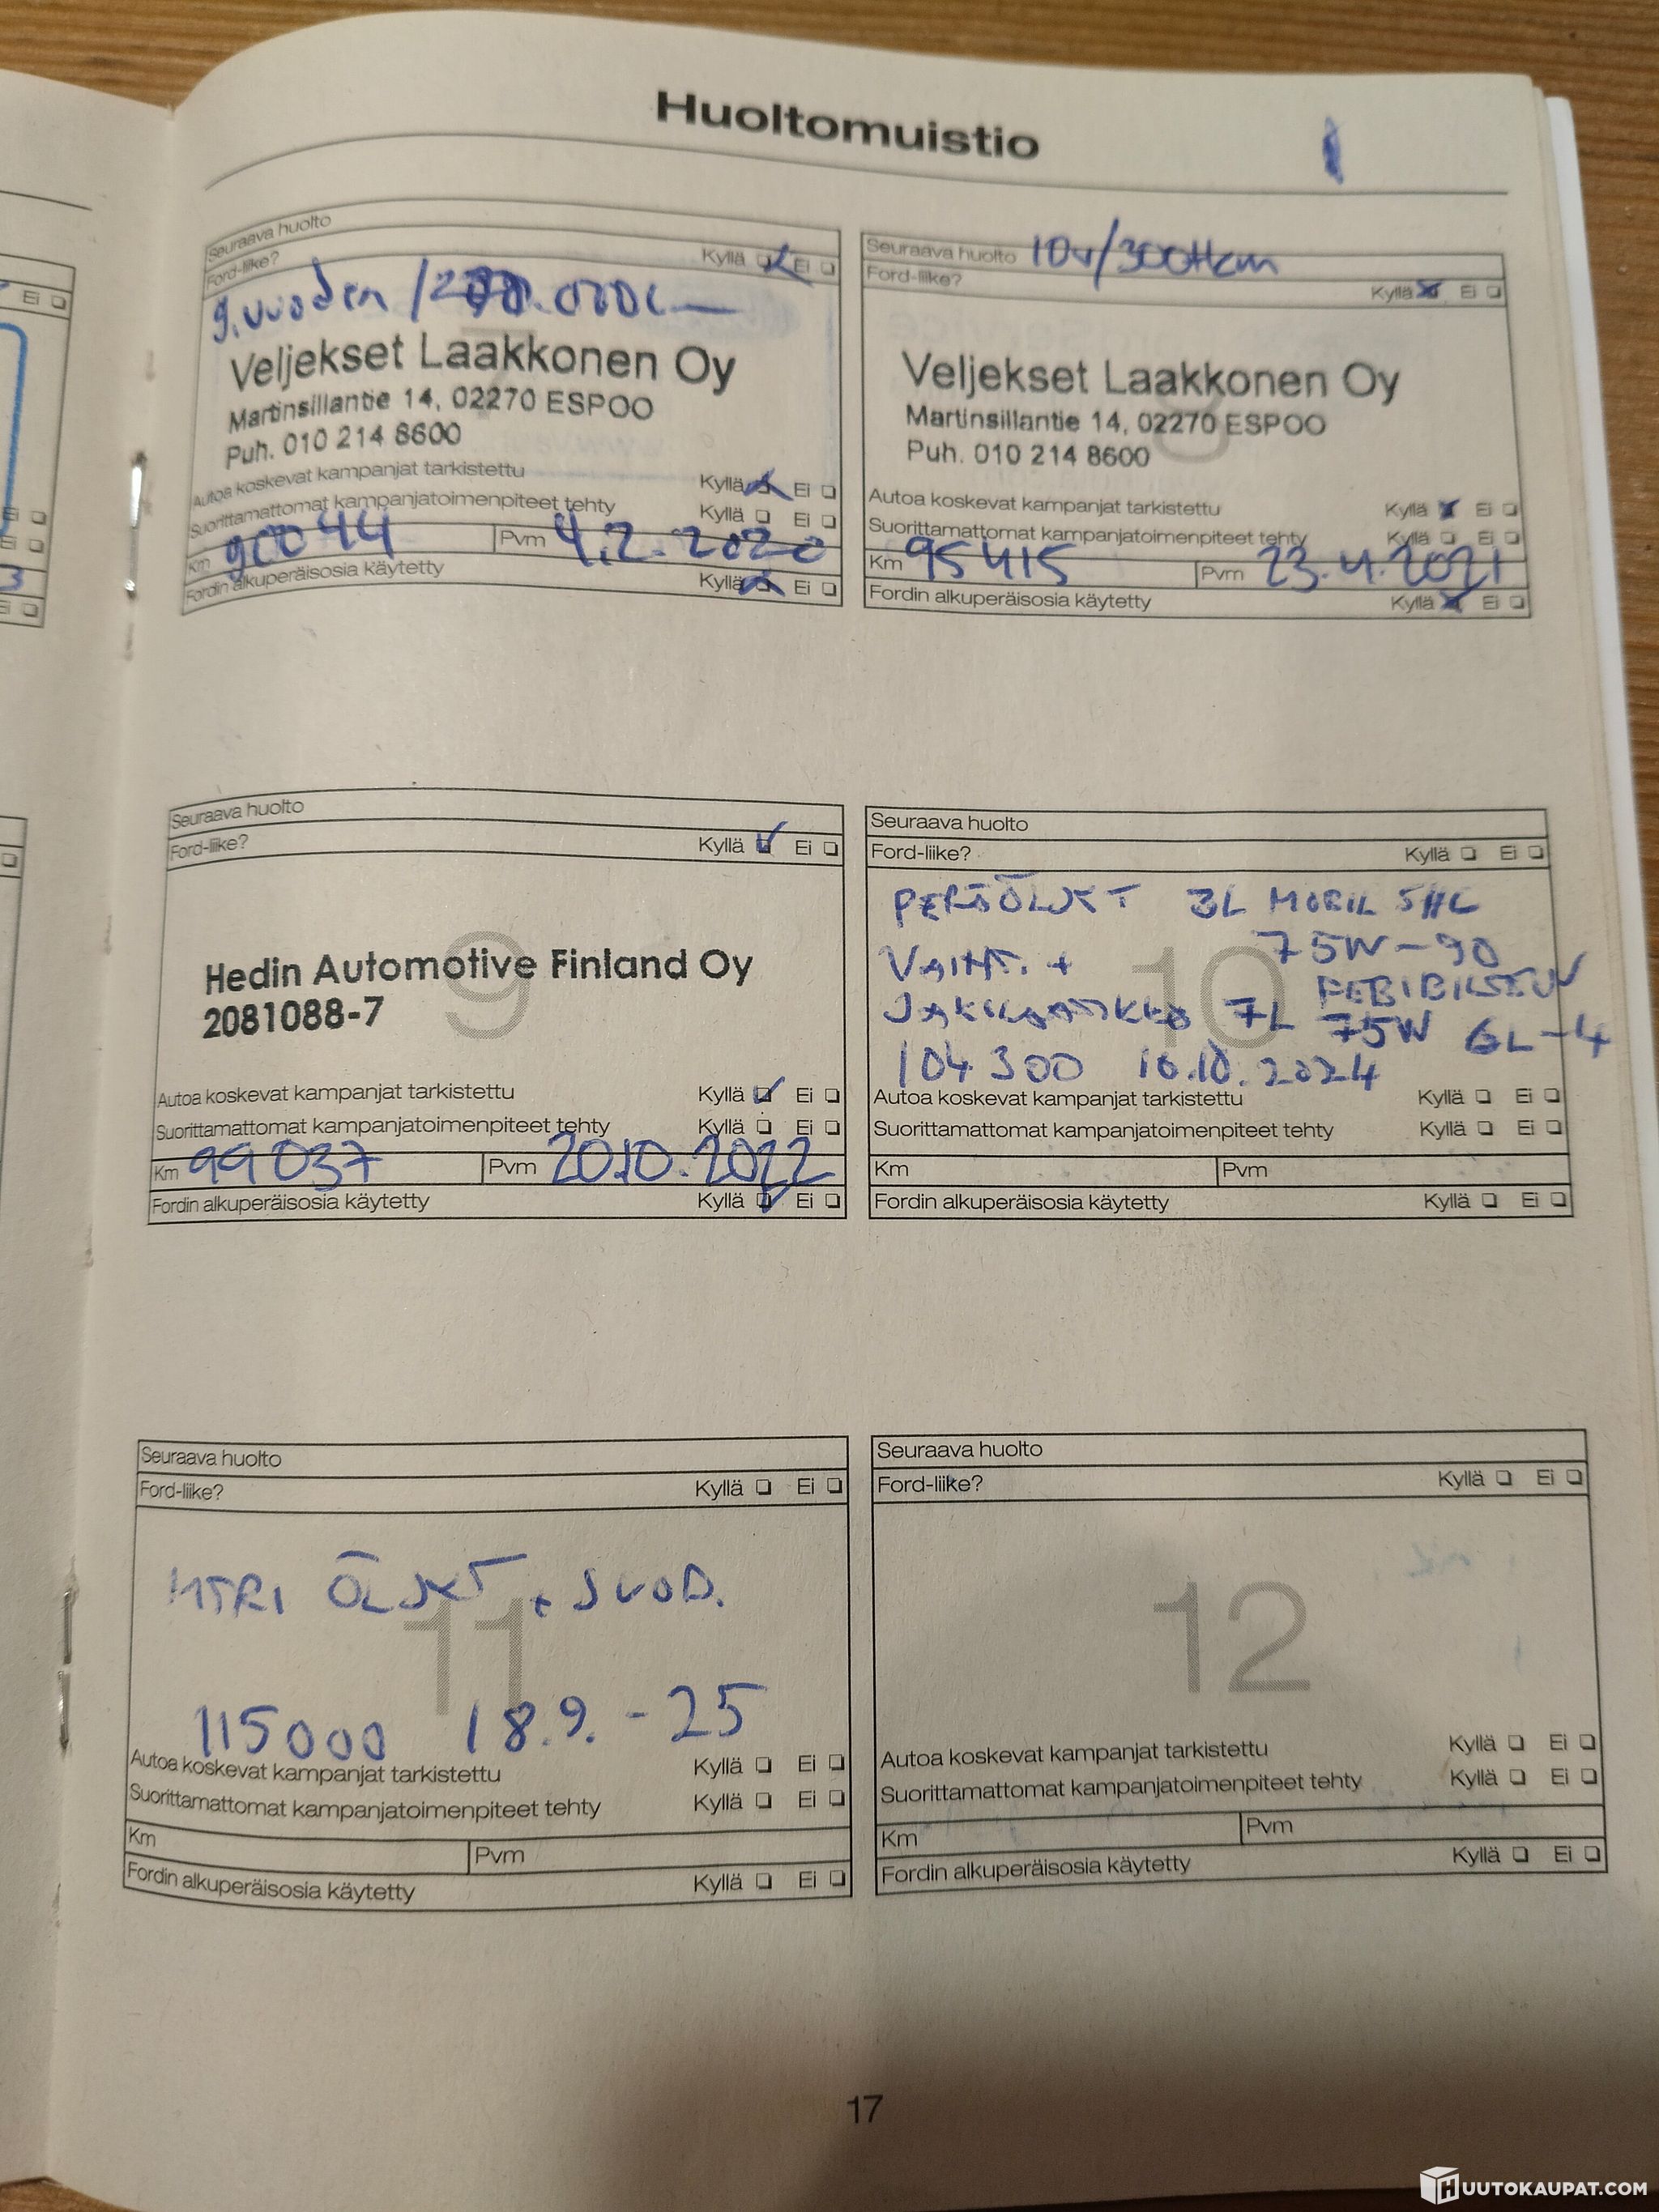 Huoltomuistio
Seuraava huolto
Ford-liike? Kyllä Ei
9. vuoden
Veljekset Laakkonen Oy
Martinsillantie 14, 02270 ESPOO
Puh. 010 214 8600
Autoa koskevat kampanjat tarkistettu Kyllä Ei
Suorittamattomat kampanjatoimenpiteet tehty Kyllä Ei
Km 90044 Pvm 4.2.2020
Fordin alkuperäisosia käytetty Kyllä Ei
Seuraava huolto 10v/300tkm
Ford-liike? Kyllä Ei
Veljekset Laakkonen Oy
Martinsillantie 14, 02270 ESPOO
Puh. 010 214 8600
Autoa koskevat kampanjat tarkistettu Kyllä Ei
Suorittamattomat kampanjatoimenpiteet tehty Kyllä Ei
Km 95415 Pvm 23.4.2021
Fordin alkuperäisosia käytetty Kyllä Ei
Seuraava huolto
Ford-liike? Kyllä Ei
9
Hedin Automotive Finland Oy
2081088-7
Autoa koskevat kampanjat tarkistettu Kyllä Ei
Suorittamattomat kampanjatoimenpiteet tehty Kyllä Ei
Km 99037 Pvm 20.10.2022
Fordin alkuperäisosia käytetty Kyllä Ei
Seuraava huolto
Ford-liike? Kyllä Ei
10
PERÄÖLJYT 3L MOBIL SHC
VAIHT. + 75W-90
FEBI BILSTEIN
7L 75W GL-4
104 300 10.10.2024
Autoa koskevat kampanjat tarkistettu Kyllä Ei
Suorittamattomat kampanjatoimenpiteet tehty Kyllä Ei
Km Pvm
Fordin alkuperäisosia käytetty Kyllä Ei
Seuraava huolto
Ford-liike? Kyllä Ei
11
MTRI ÖLJYT + SUOD.
115000 18.9.-25
Autoa koskevat kampanjat tarkistettu Kyllä Ei
Suorittamattomat kampanjatoimenpiteet tehty Kyllä Ei
Km Pvm
Fordin alkuperäisosia käytetty Kyllä Ei
Seuraava huolto
Ford-liike? Kyllä Ei
12
Autoa koskevat kampanjat tarkistettu Kyllä Ei
Suorittamattomat kampanjatoimenpiteet tehty Kyllä Ei
Km Pvm
Fordin alkuperäisosia käytetty Kyllä Ei
17
HUUTOKAUPAT.COM